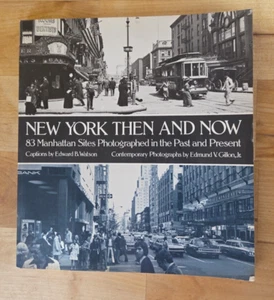 NEW YORK THEN AND NOW
83 Manhattan Sites Photographed in the Past and Present
Captions by Edward B. Watson Contemporary Photographs by Edmund V. Gillon, Jr.
BANK